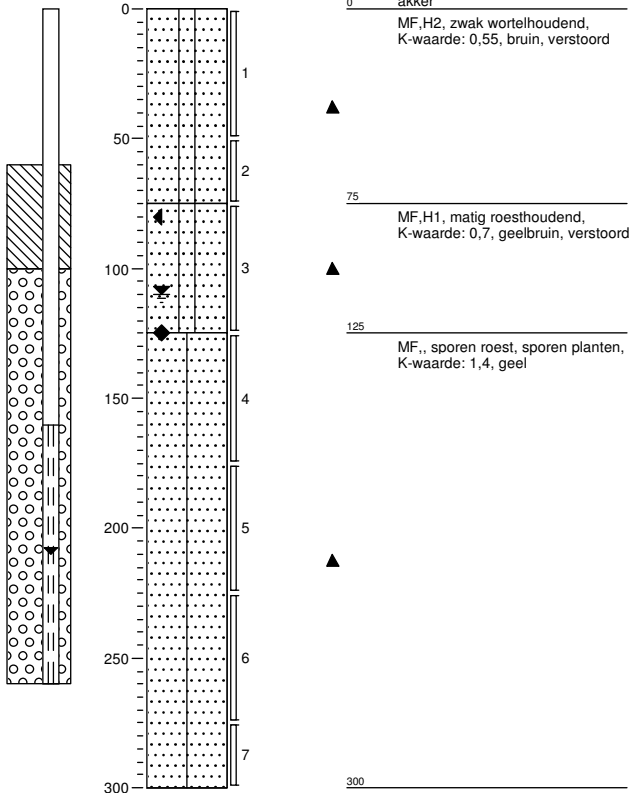 0
50
100
150
200
250
300
1
2
3
4
5
6
7
0
akker
MF,H2, zwak wortelhoudend,
K-waarde: 0,55, bruin, verstoord
75
MF,H1, matig roesthoudend,
K-waarde: 0,7, geelbruin, verstoord
125
MF,, sporen roest, sporen planten,
K-waarde: 1,4, geel
300